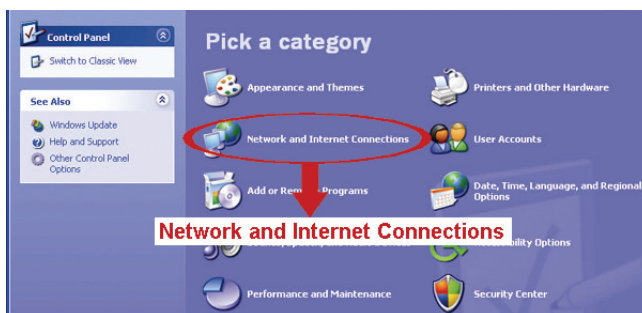 Control Panel
Switch to Classic View
See Also
Windows Update
Help and Support
Other Control Panel
Options
Pick a category
Appearance and Themes
Printers and Other Hardware
Network and Internet Connections
User Accounts
Add or Programs
Date, Time, Language, and Regional
Options
Network and Internet Connections
Options
Performance and Maintenance
Security Center